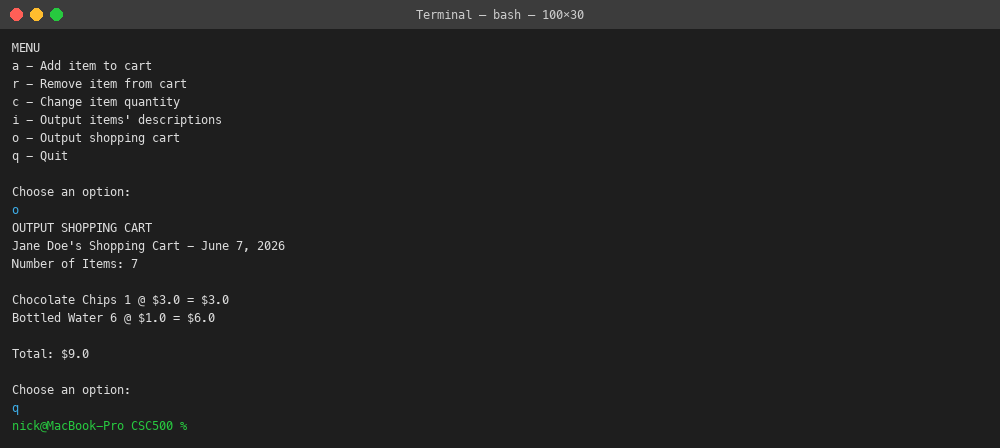 Terminal — bash — 100×30
MENU
a – Add item to cart
r – Remove item from cart
c – Change item quantity
i – Output items' descriptions
o – Output shopping cart
q – Quit
Choose an option:
o
OUTPUT SHOPPING CART
Jane Doe's Shopping Cart – June 7, 2026
Number of Items: 7
Chocolate Chips 1 @ $3.0 = $3.0
Bottled Water 6 @ $1.0 = $6.0
Total: $9.0
Choose an option:
q
nick@MacBook–Pro CSC500 %